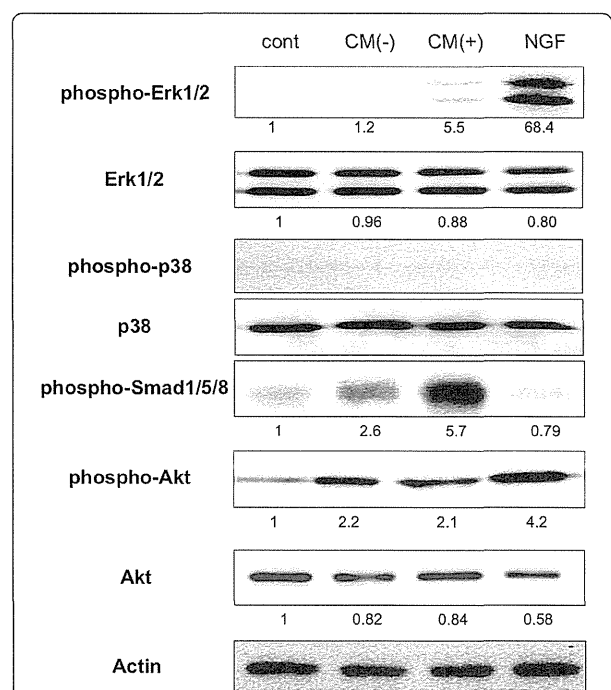 cont CM(-) CM(+) NGF
phospho-Erk1/2
1 1.2 5.5 68.4
Erk1/2
1 0.96 0.88 0.80
phospho-p38
p38
phospho-Smad1/5/8
1 2.6 5.7 0.79
phospho-Akt
1 2.2 2.1 4.2
Akt
1 0.82 0.84 0.58
Actin